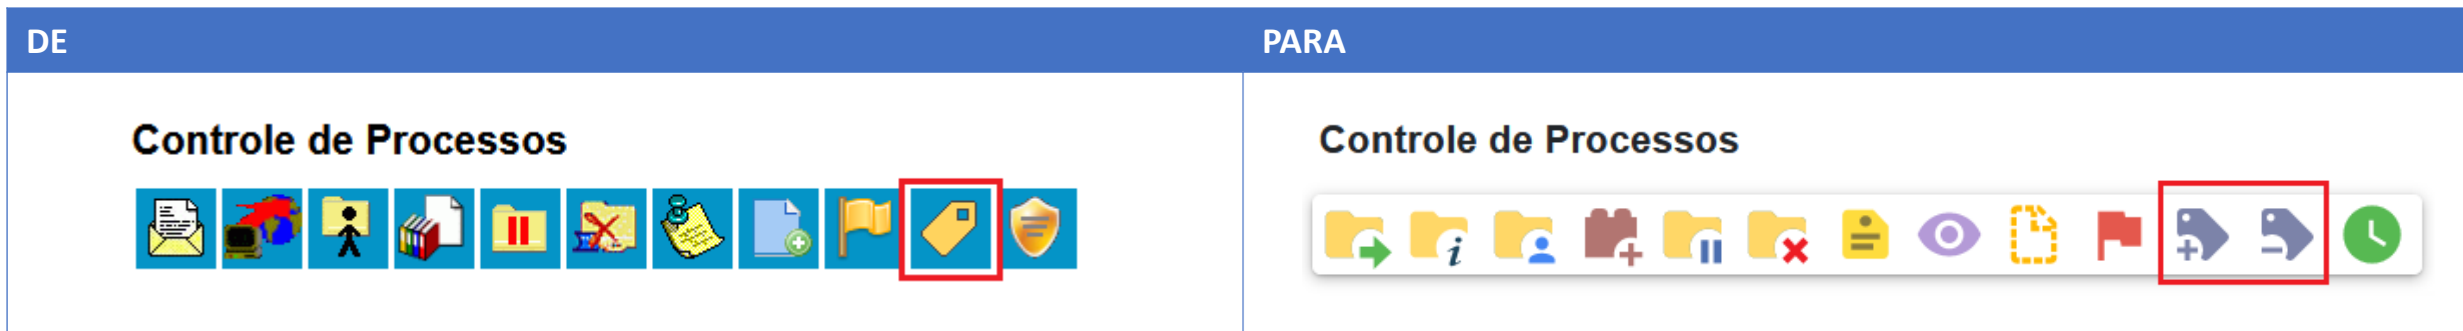 DE
PARA
Controle de Processos
Controle de Processos